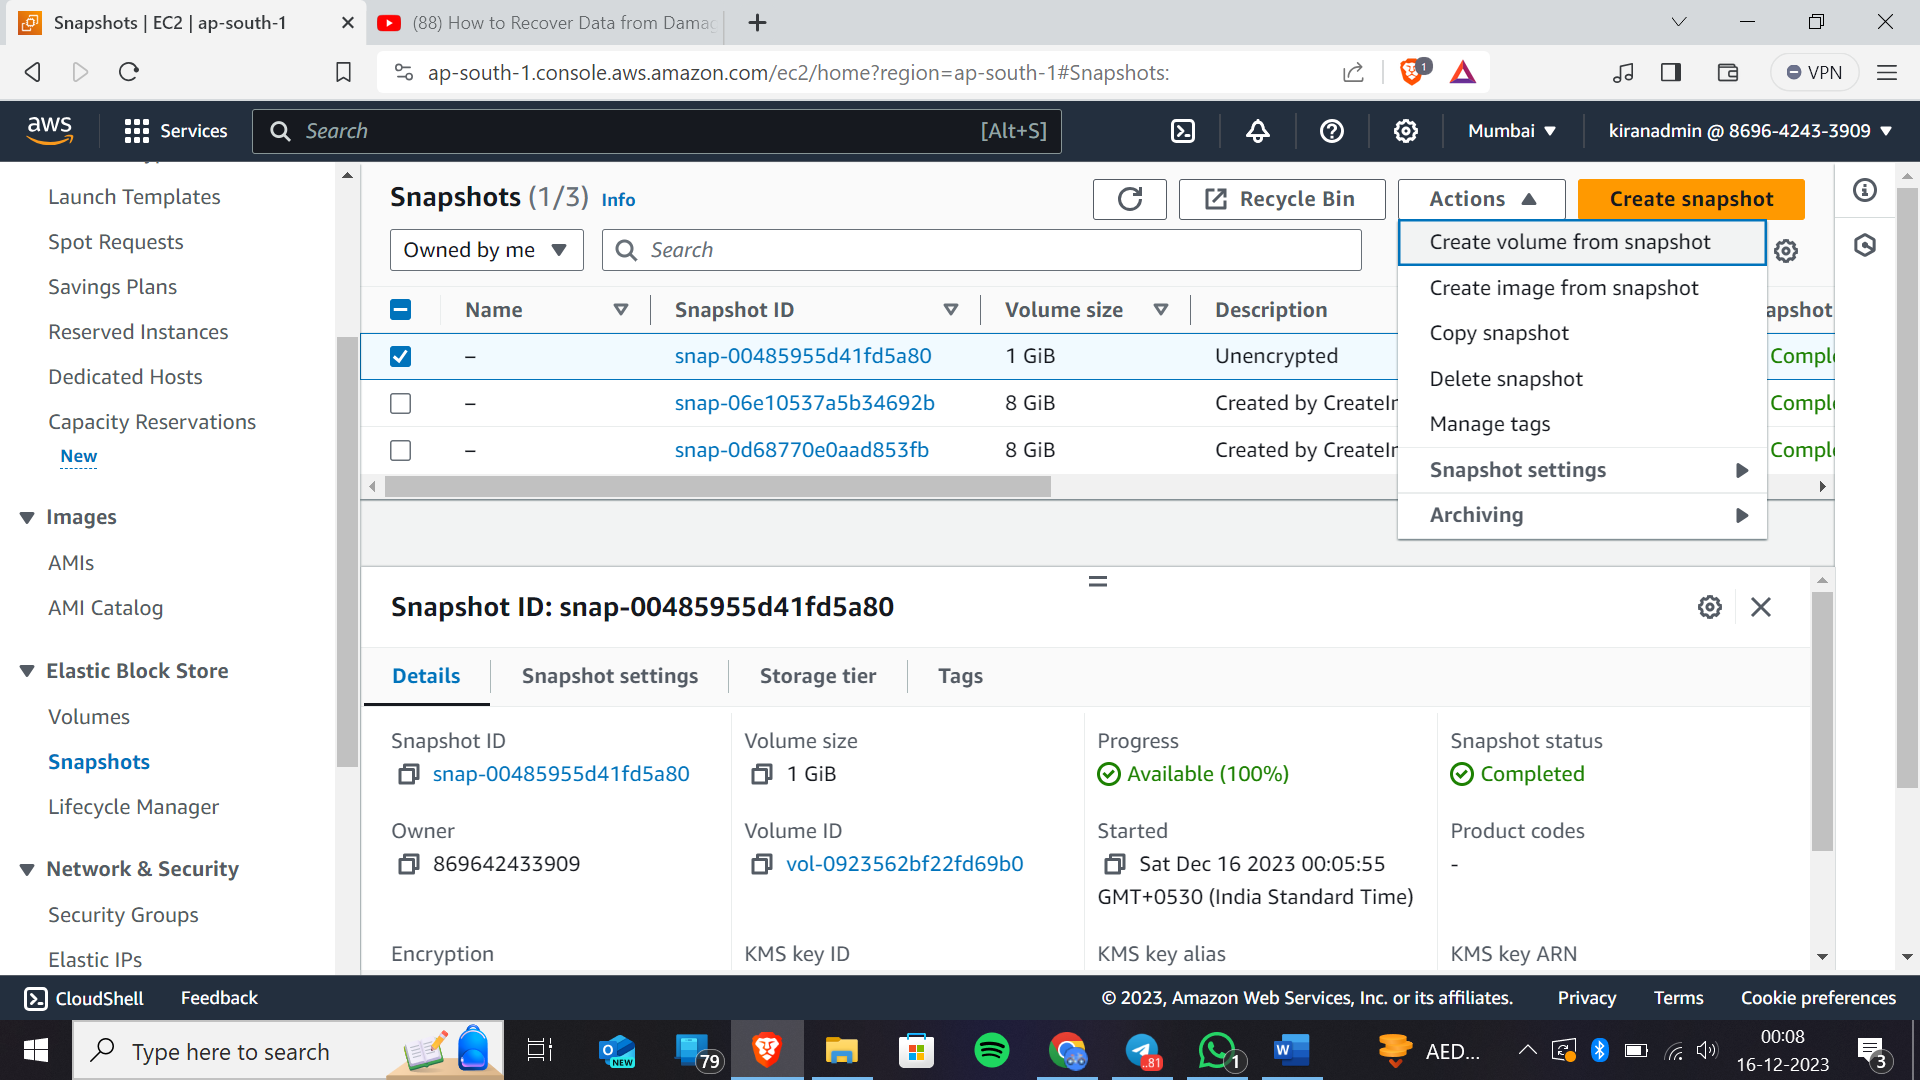 Snapshots | EC2 | ap-south-1
(88) How to Recover Data from Damag
ap-south-1.console.aws.amazon.com/ec2/home?region=ap-south-1#Snapshots:
1
VPN
aws
Services
Search
[Alt+S]
Mumbai
kiranadmin @ 8696-4243-3909
Launch Templates
Spot Requests
Savings Plans
Reserved Instances
Dedicated Hosts
Capacity Reservations
New
Images
AMIs
AMI Catalog
Elastic Block Store
Volumes
Snapshots
Lifecycle Manager
Network & Security
Security Groups
Elastic IPs
Snapshots (1/3) Info
Recycle Bin
Actions
Create snapshot
Owned by me
Search
Create volume from snapshot
Create image from snapshot
Copy snapshot
Delete snapshot
Manage tags
Snapshot settings
Archiving
Name Snapshot ID Volume size Description apshot
– snap-00485955d41fd5a80 1 GiB Unencrypted Comple
– snap-06e10537a5b34692b 8 GiB Created by CreateIn Comple
– snap-0d68770e0aad853fb 8 GiB Created by CreateIn Comple
Snapshot ID: snap-00485955d41fd5a80
Details Snapshot settings Storage tier Tags
Snapshot ID Volume size Progress Snapshot status
snap-00485955d41fd5a80 1 GiB Available (100%) Completed
Owner Volume ID Started Product codes
869642433909 vol-0923562bf22fd69b0 Sat Dec 16 2023 00:05:55 -
GMT+0530 (India Standard Time)
Encryption KMS key ID KMS key alias KMS key ARN
CloudShell Feedback © 2023, Amazon Web Services, Inc. or its affiliates. Privacy Terms Cookie preferences
Type here to search
NEW
79
..81
1
W
AED...
00:08
16-12-2023
3